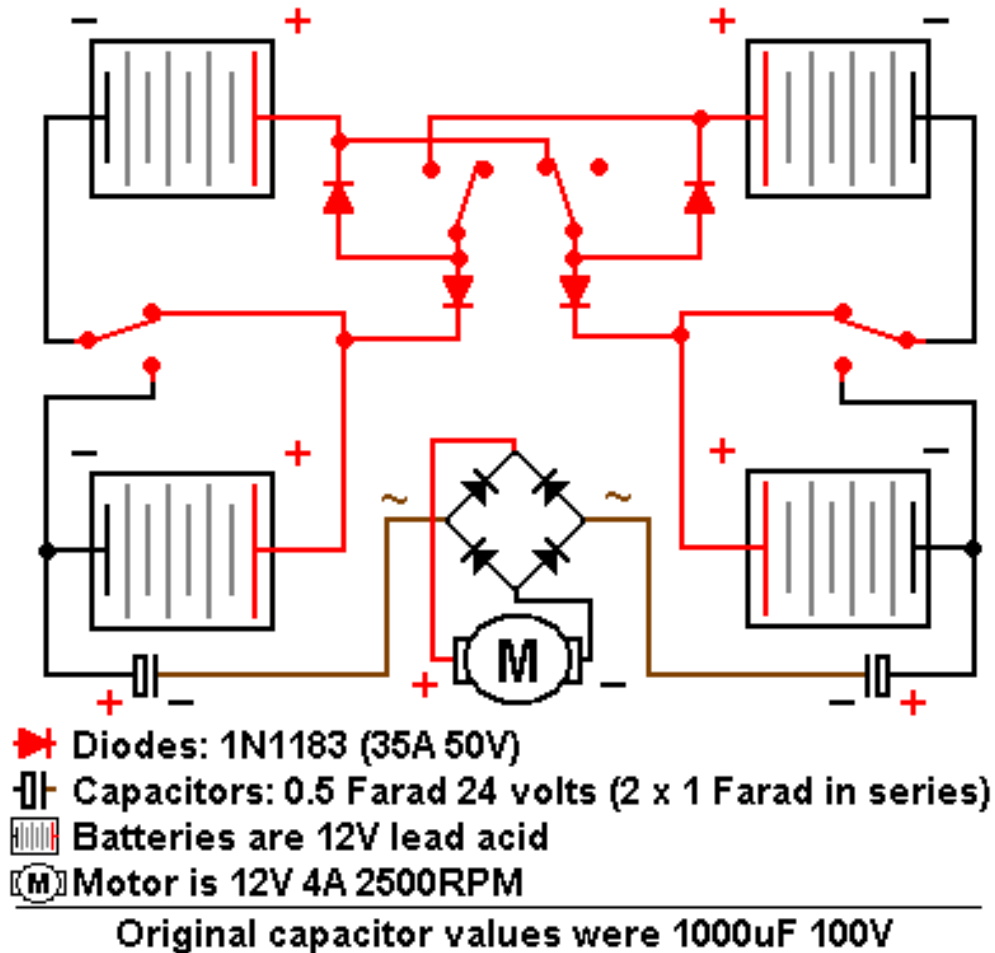 − + + −
− + + −
~ ~
M
+ − + − − +
Diodes: 1N1183 (35A 50V)
Capacitors: 0.5 Farad 24 volts (2 x 1 Farad in series)
Batteries are 12V lead acid
M Motor is 12V 4A 2500RPM
Original capacitor values were 1000uF 100V